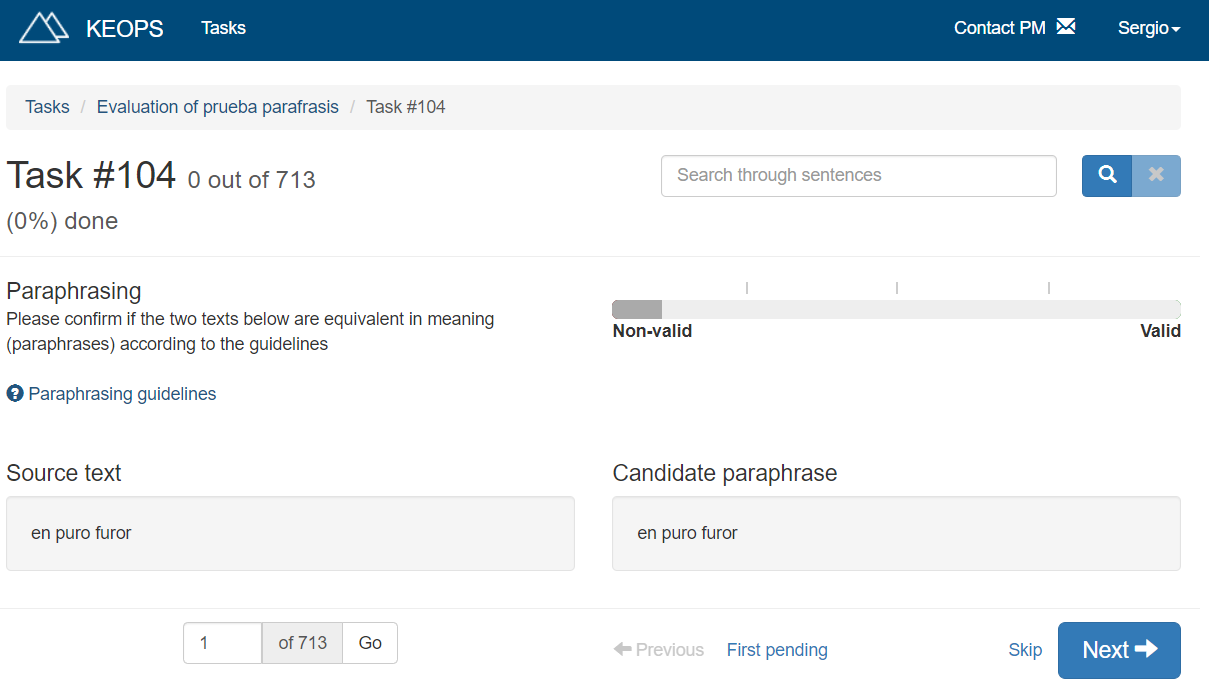 KEOPS Tasks Contact PM Sergio
Tasks / Evaluation of prueba parafrasis / Task #104
Task #104 0 out of 713
(0%) done
Search through sentences
Paraphrasing
Please confirm if the two texts below are equivalent in meaning
(paraphrases) according to the guidelines
Non-valid Valid
? Paraphrasing guidelines
Source text
en puro furor
Candidate paraphrase
en puro furor
1 of 713 Go
Previous First pending Skip Next